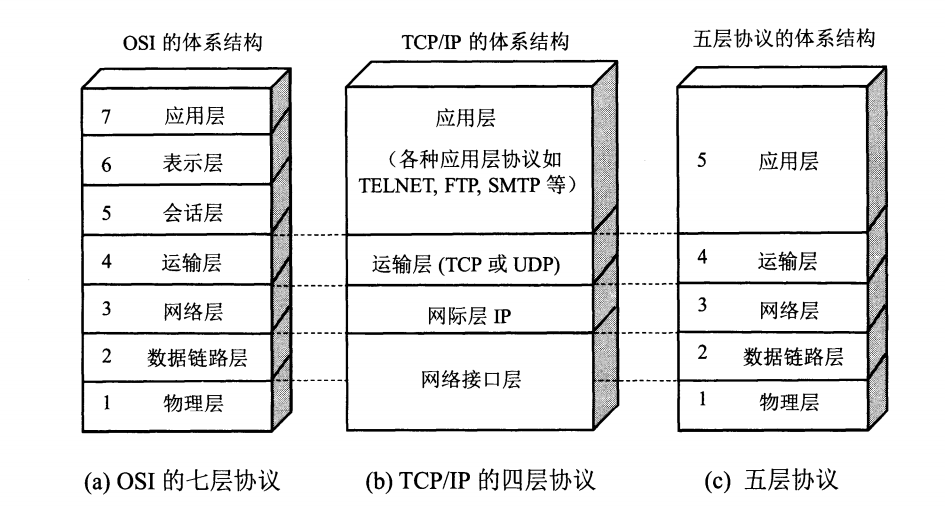 OSI 的体系结构
7 应用层
6 表示层
5 会话层
4 运输层
3 网络层
2 数据链路层
1 物理层
(a) OSI 的七层协议
TCP/IP 的体系结构
应用层
（各种应用层协议如
TELNET, FTP, SMTP 等）
运输层 (TCP 或 UDP)
网际层 IP
网络接口层
(b) TCP/IP 的四层协议
五层协议的体系结构
5 应用层
4 运输层
3 网络层
2 数据链路层
1 物理层
(c) 五层协议